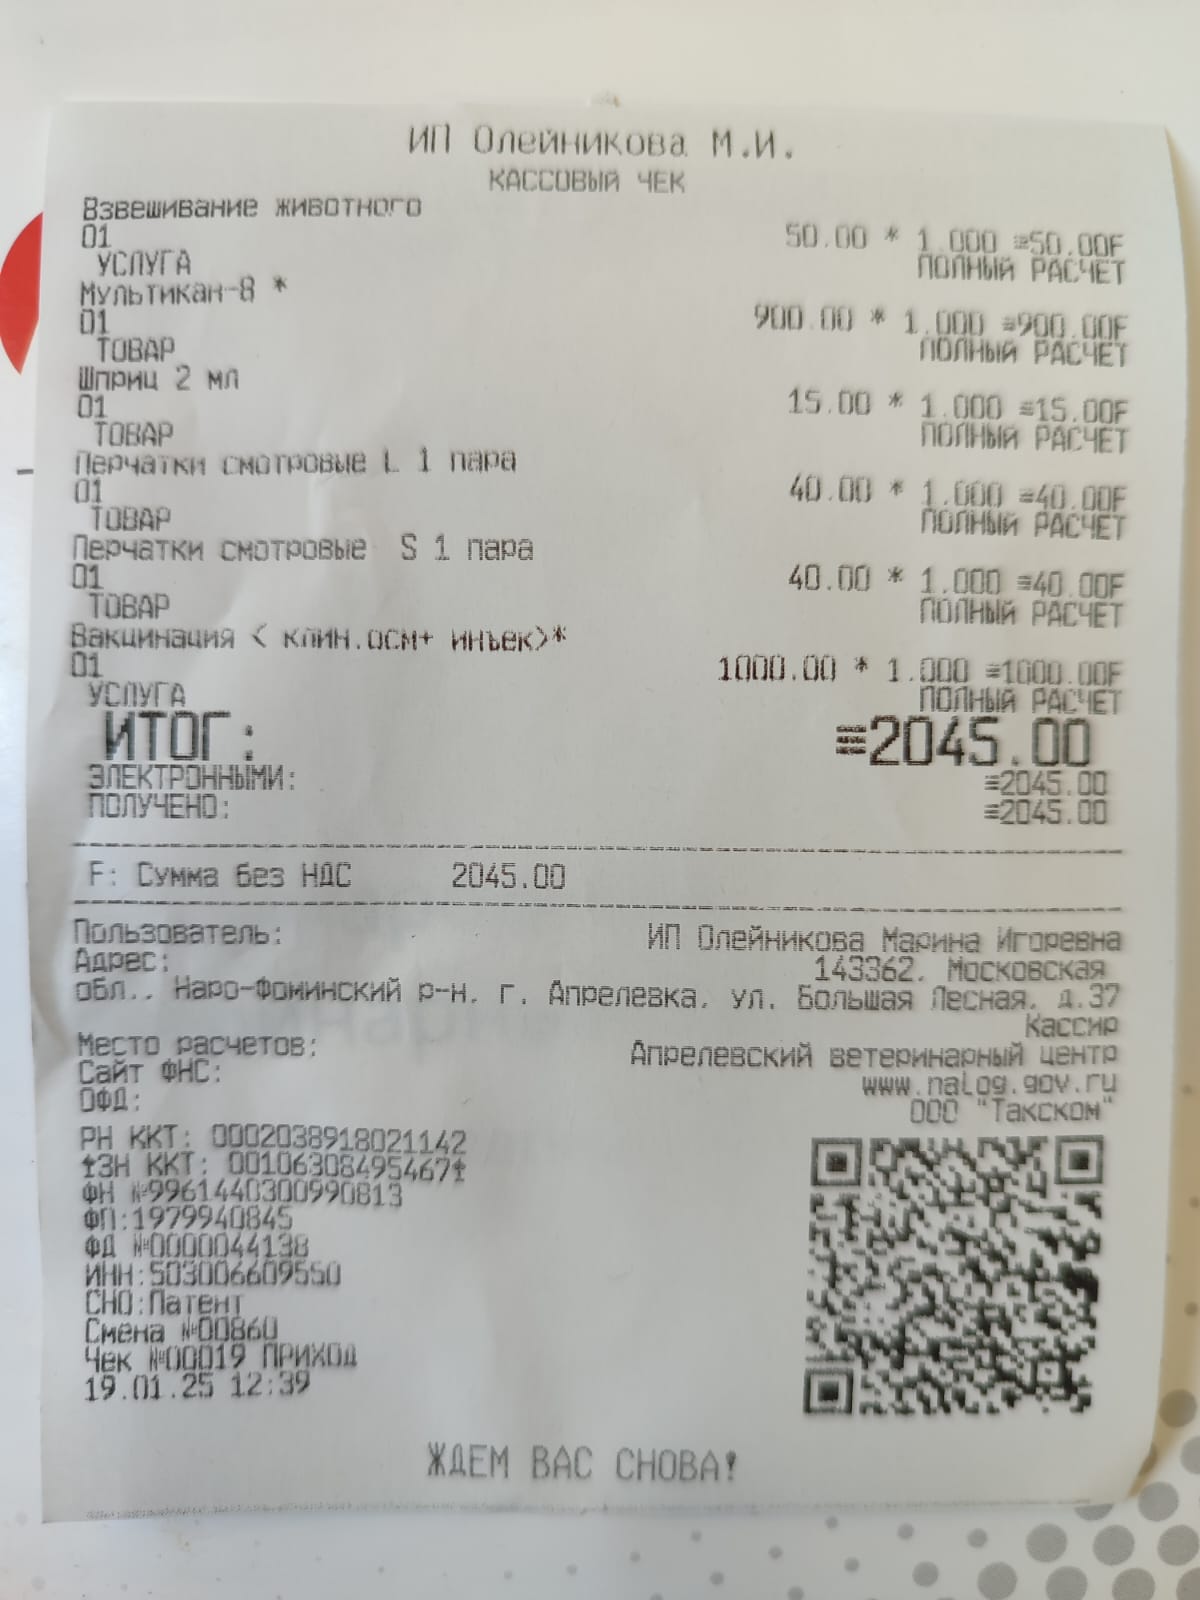 ИП Олейникова М.И.
КАССОВЫЙ ЧЕК
Взвешивание животного
01 50.00 * 1.000 ≡50.00F
УСЛУГА ПОЛНЫЙ РАСЧЕТ
Мультикан-8 *
01 900.00 * 1.000 ≡900.00F
ТОВАР ПОЛНЫЙ РАСЧЕТ
Шприц 2 мл
01 15.00 * 1.000 ≡15.00F
ТОВАР ПОЛНЫЙ РАСЧЕТ
Перчатки смотровые L 1 пара
01 40.00 * 1.000 ≡40.00F
ТОВАР ПОЛНЫЙ РАСЧЕТ
Перчатки смотровые S 1 пара
01 40.00 * 1.000 ≡40.00F
ТОВАР ПОЛНЫЙ РАСЧЕТ
Вакцинация < клин.осм+ инъек>*
01 1000.00 * 1.000 ≡1000.00F
УСЛУГА ПОЛНЫЙ РАСЧЕТ
ИТОГ: ≡2045.00
ЭЛЕКТРОННЫМИ: ≡2045.00
ПОЛУЧЕНО: ≡2045.00
F: Сумма без НДС 2045.00
Пользователь: ИП Олейникова Марина Игоревна
Адрес: 143362, Московская
обл., Наро-Фоминский р-н, г. Апрелевка, ул. Большая Лесная, д.37
Кассир
Место расчетов: Апрелевский ветеринарный центр
Сайт ФНС: www.nalog.gov.ru
ОФД: ООО "Такском"
РН ККТ: 0002038918021142
‡ЗН ККТ: 00106308495467‡
ФН №9961440300990813
ФП:1979940845
ФД №0000044138
ИНН:503006609550
СНО:Патент
Смена №00860
Чек №00019 ПРИХОД
19.01.25 12:39
ЖДЕМ ВАС СНОВА!